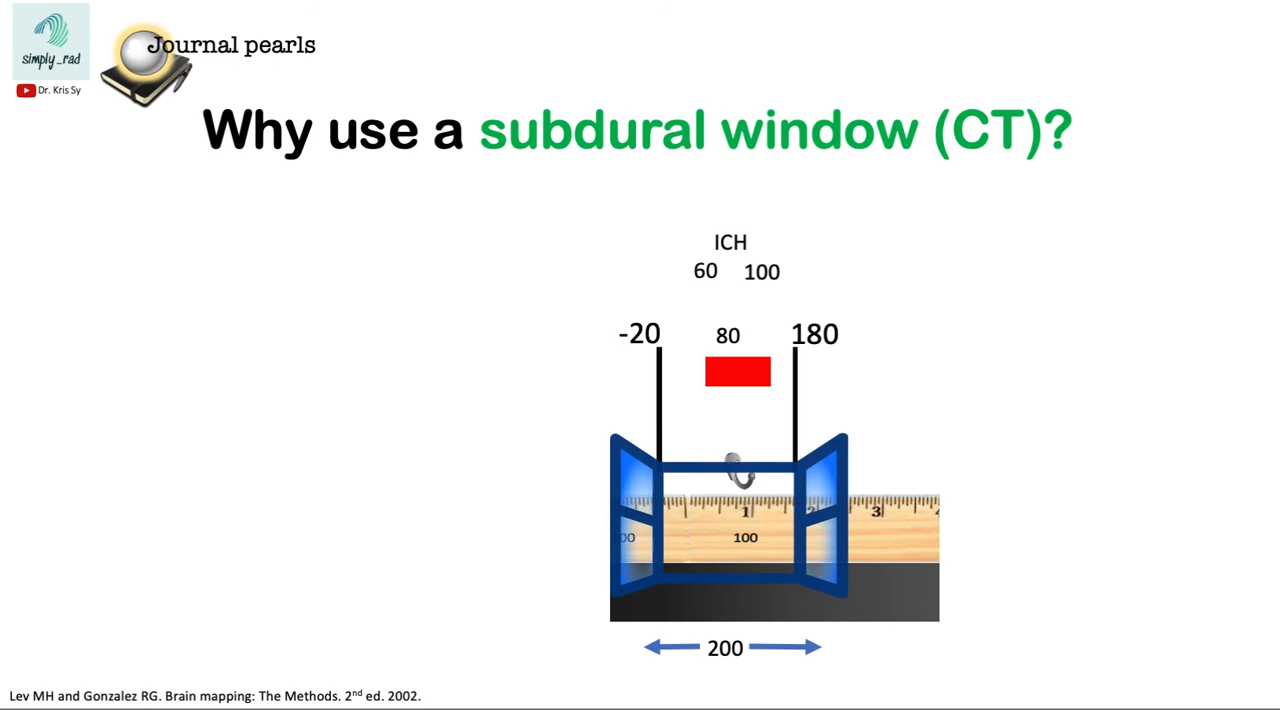 simply_rad
Dr. Kris Sy
Journal pearls
Why use a subdural window (CT)?
ICH
60 100
-20 80 180
1 2 3
00 100
200
Lev MH and Gonzalez RG. Brain mapping: The Methods. 2nd ed. 2002.